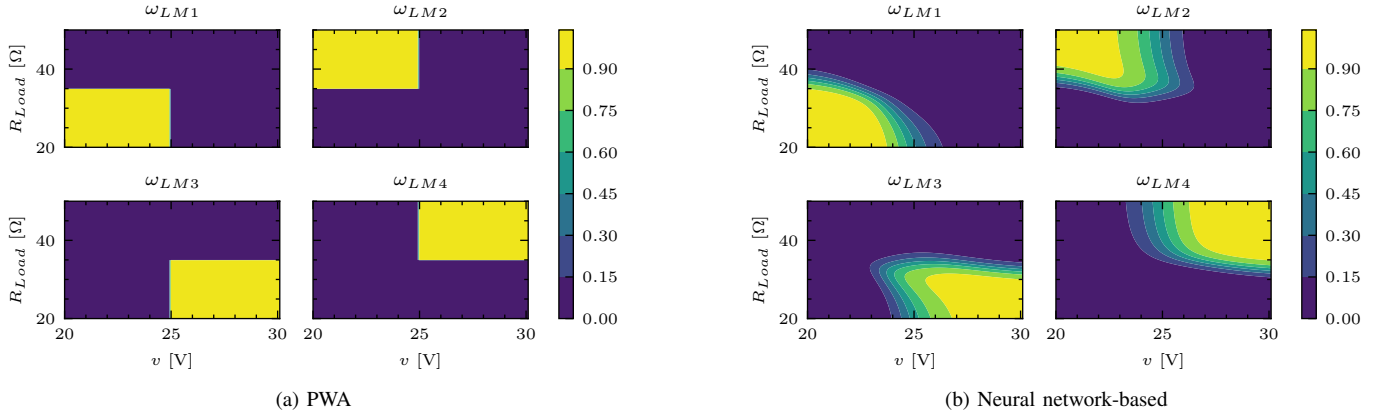 ω_{LM1} ω_{LM2} ω_{LM1} ω_{LM2}
R_{Load} [Ω] 40 20 0.90 0.75 0.60 0.45 0.30 0.15 0.00
R_{Load} [Ω] 40 20 0.90 0.75 0.60 0.45 0.30 0.15 0.00
ω_{LM3} ω_{LM4} ω_{LM3} ω_{LM4}
R_{Load} [Ω] 40 20
R_{Load} [Ω] 40 20
20 25 30 20 25 30 20 25 30 20 25 30
v [V] v [V] v [V] v [V]
(a) PWA (b) Neural network-based